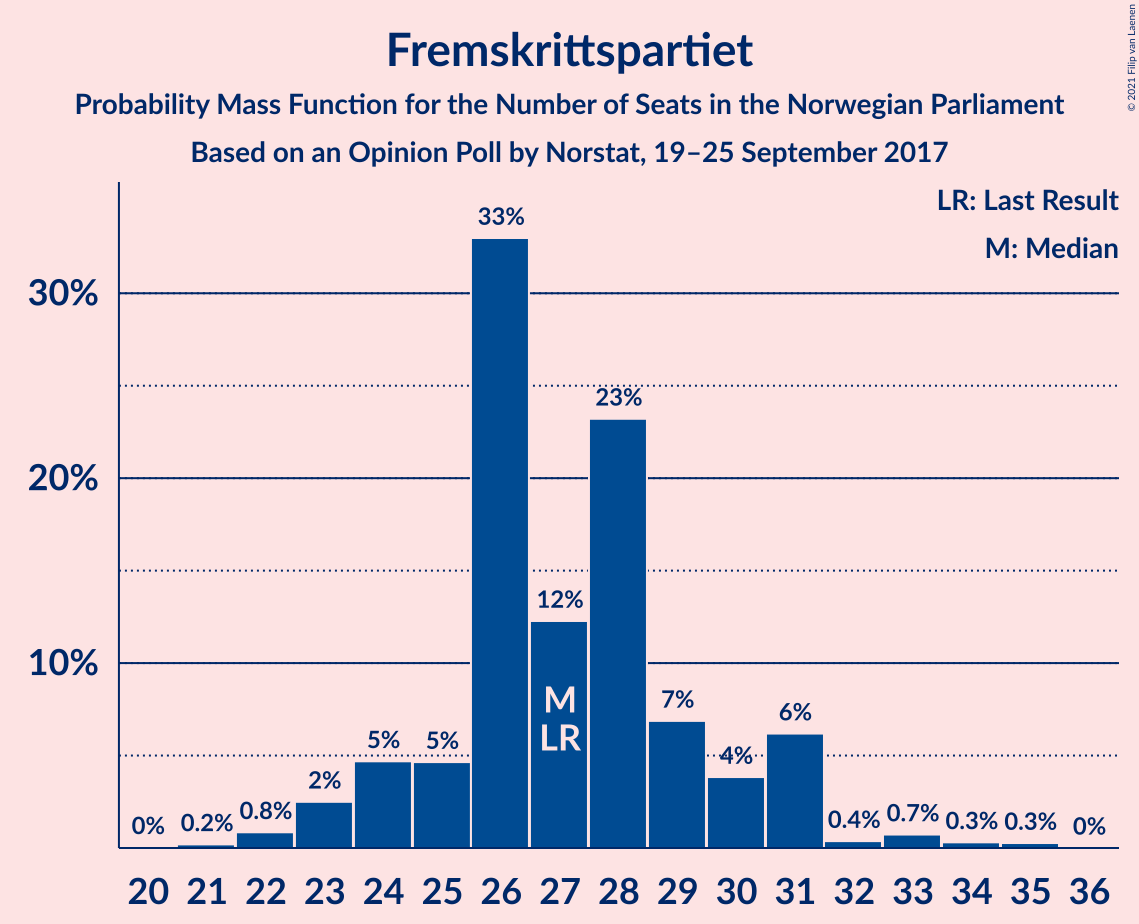 Fremskrittspartiet
Probability Mass Function for the Number of Seats in the Norwegian Parliament
Based on an Opinion Poll by Norstat, 19–25 September 2017
© 2021 Filip van Laenen
LR: Last Result
M: Median
30%
20%
10%
0%
0.2%
0.8%
2%
5%
5%
33%
12%
23%
7%
4%
6%
0.4%
0.7%
0.3%
0.3%
0%
M
LR
20 21 22 23 24 25 26 27 28 29 30 31 32 33 34 35 36